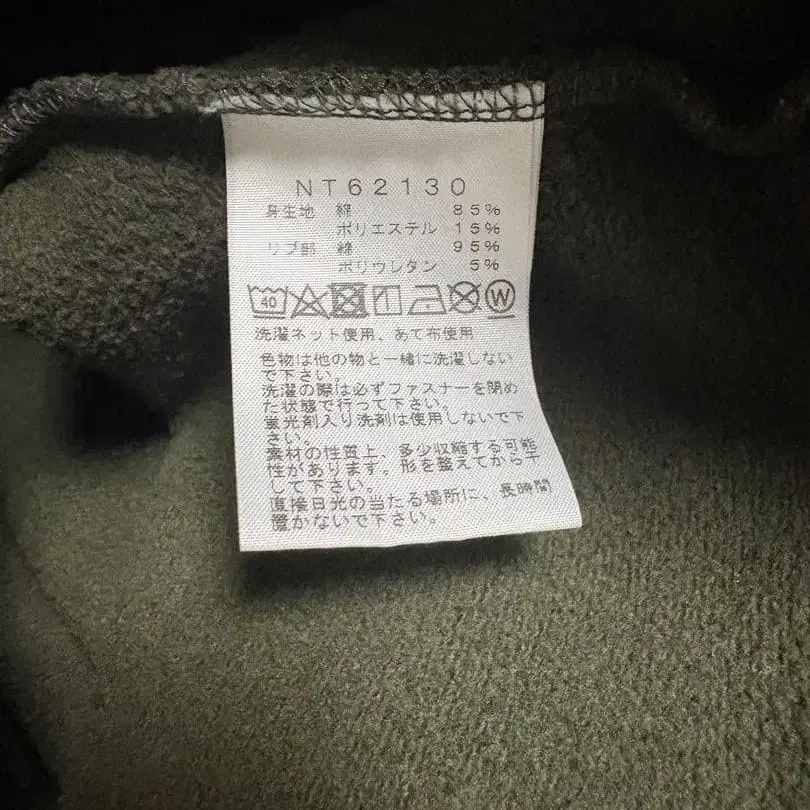 NT62130
身生地 綿 85%
ポリエステル 15%
リブ部 綿 95%
ポリウレタン 5%
40 W
洗濯ネット使用、あて布使用
色物は他の物と一緒に洗濯しない
で下さい。
洗濯の際は必ずファスナーを閉め
た状態で行って下さい。
蛍光剤入り洗剤は使用しないで下
さい。
素材の性質上、多少収縮する可能
性があります。形を整えてから干
して下さい。
直接日光の当たる場所に、長時間
置かないで下さい。